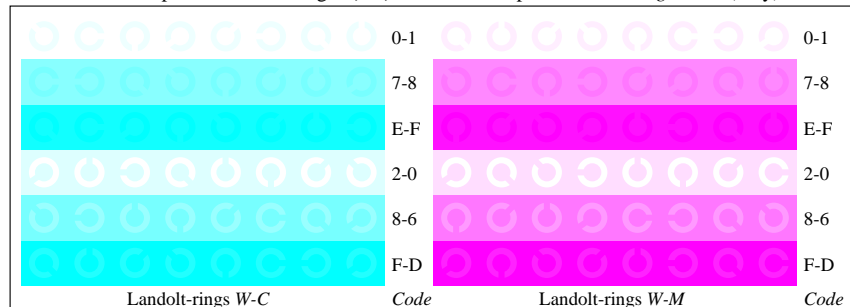 0-1 0-1
7-8 7-8
E-F E-F
2-0 2-0
8-6 8-6
F-D F-D
Landolt-rings W-C Code Landolt-rings W-M Code